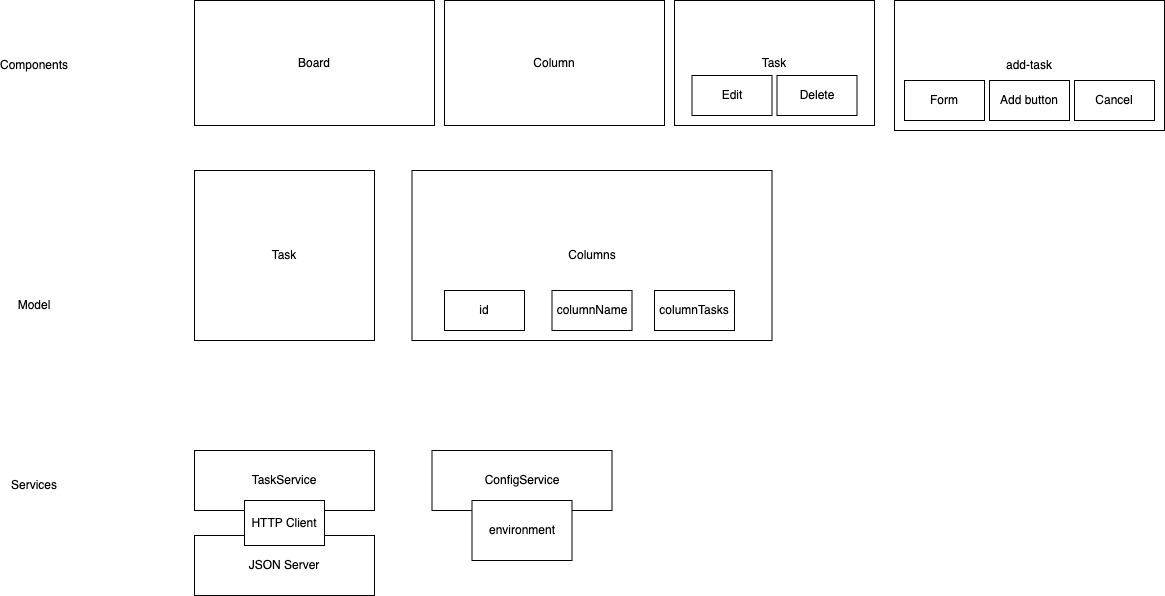 Components
Board
Column
Task
Edit
Delete
add-task
Form
Add button
Cancel
Model
Task
Columns
id
columnName
columnTasks
Services
TaskService
HTTP Client
JSON Server
ConfigService
environment